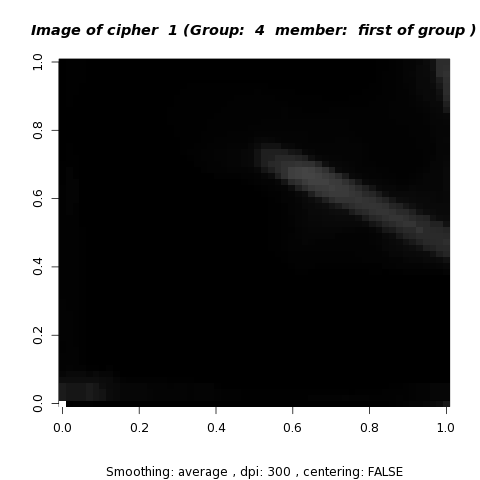 Image of cipher 1 (Group: 4 member: first of group )
1.0
0.8
0.6
0.4
0.2
0.0
0.0 0.2 0.4 0.6 0.8 1.0
Smoothing: average , dpi: 300 , centering: FALSE